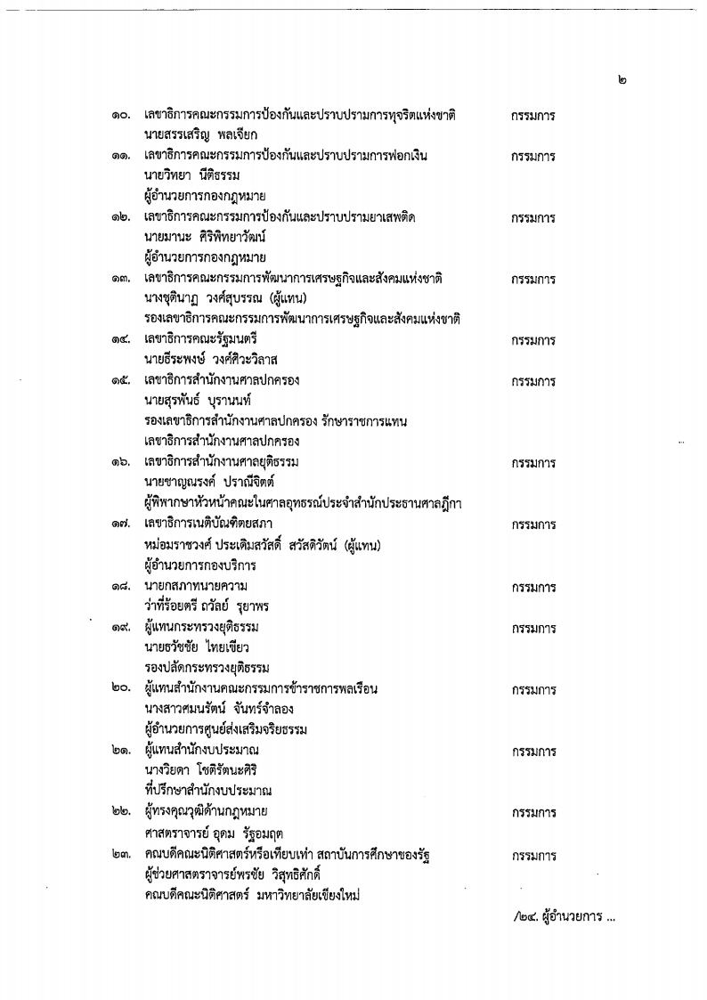 ๒
๑๐. เลขาธิการคณะกรรมการป้องกันและปราบปรามการทุจริตแห่งชาติ กรรมการ
นายสรรเสริญ พลเจียก
๑๑. เลขาธิการคณะกรรมการป้องกันและปราบปรามการฟอกเงิน กรรมการ
นายวิทยา นีติธรรม
ผู้อำนวยการกองกฎหมาย
๑๒. เลขาธิการคณะกรรมการป้องกันและปราบปรามยาเสพติด กรรมการ
นายมานะ ศิริพิทยาวัฒน์
ผู้อำนวยการกองกฎหมาย
๑๓. เลขาธิการคณะกรรมการพัฒนาการเศรษฐกิจและสังคมแห่งชาติ กรรมการ
นางชุตินาฏ วงศ์สุบรรณ (ผู้แทน)
รองเลขาธิการคณะกรรมการพัฒนาการเศรษฐกิจและสังคมแห่งชาติ
๑๔. เลขาธิการคณะรัฐมนตรี กรรมการ
นายธีระพงษ์ วงศ์ศิวะวิลาส
๑๕. เลขาธิการสำนักงานศาลปกครอง กรรมการ
นายสุรพันธ์ บุรานนท์
รองเลขาธิการสำนักงานศาลปกครอง รักษาราชการแทน
เลขาธิการสำนักงานศาลปกครอง
๑๖. เลขาธิการสำนักงานศาลยุติธรรม กรรมการ
นายชาญณรงค์ ปราณีจิตต์
ผู้พิพากษาหัวหน้าคณะในศาลอุทธรณ์ประจำสำนักประธานศาลฎีกา
๑๗. เลขาธิการเนติบัณฑิตยสภา กรรมการ
หม่อมราชวงศ์ ประเดิมสวัสดิ์ สวัสดิวัตน์ (ผู้แทน)
ผู้อำนวยการกองบริการ
๑๘. นายกสภาทนายความ กรรมการ
ว่าที่ร้อยตรี ถวัลย์ รุยาพร
๑๙. ผู้แทนกระทรวงยุติธรรม กรรมการ
นายธวัชชัย ไทยเขียว
รองปลัดกระทรวงยุติธรรม
๒๐. ผู้แทนสำนักงานคณะกรรมการข้าราชการพลเรือน กรรมการ
นางสาวศมนรัตน์ จันทร์จำลอง
ผู้อำนวยการศูนย์ส่งเสริมจริยธรรม
๒๑. ผู้แทนสำนักงบประมาณ กรรมการ
นางวิยดา โชติรัตนะศิริ
ที่ปรึกษาสำนักงบประมาณ
๒๒. ผู้ทรงคุณวุฒิด้านกฎหมาย กรรมการ
ศาสตราจารย์ อุดม รัฐอมฤต
๒๓. คณบดีคณะนิติศาสตร์หรือเทียบเท่า สถาบันการศึกษาของรัฐ กรรมการ
ผู้ช่วยศาสตราจารย์พรชัย วิสุทธิศักดิ์
คณบดีคณะนิติศาสตร์ มหาวิทยาลัยเชียงใหม่
/๒๔. ผู้อำนวยการ ...